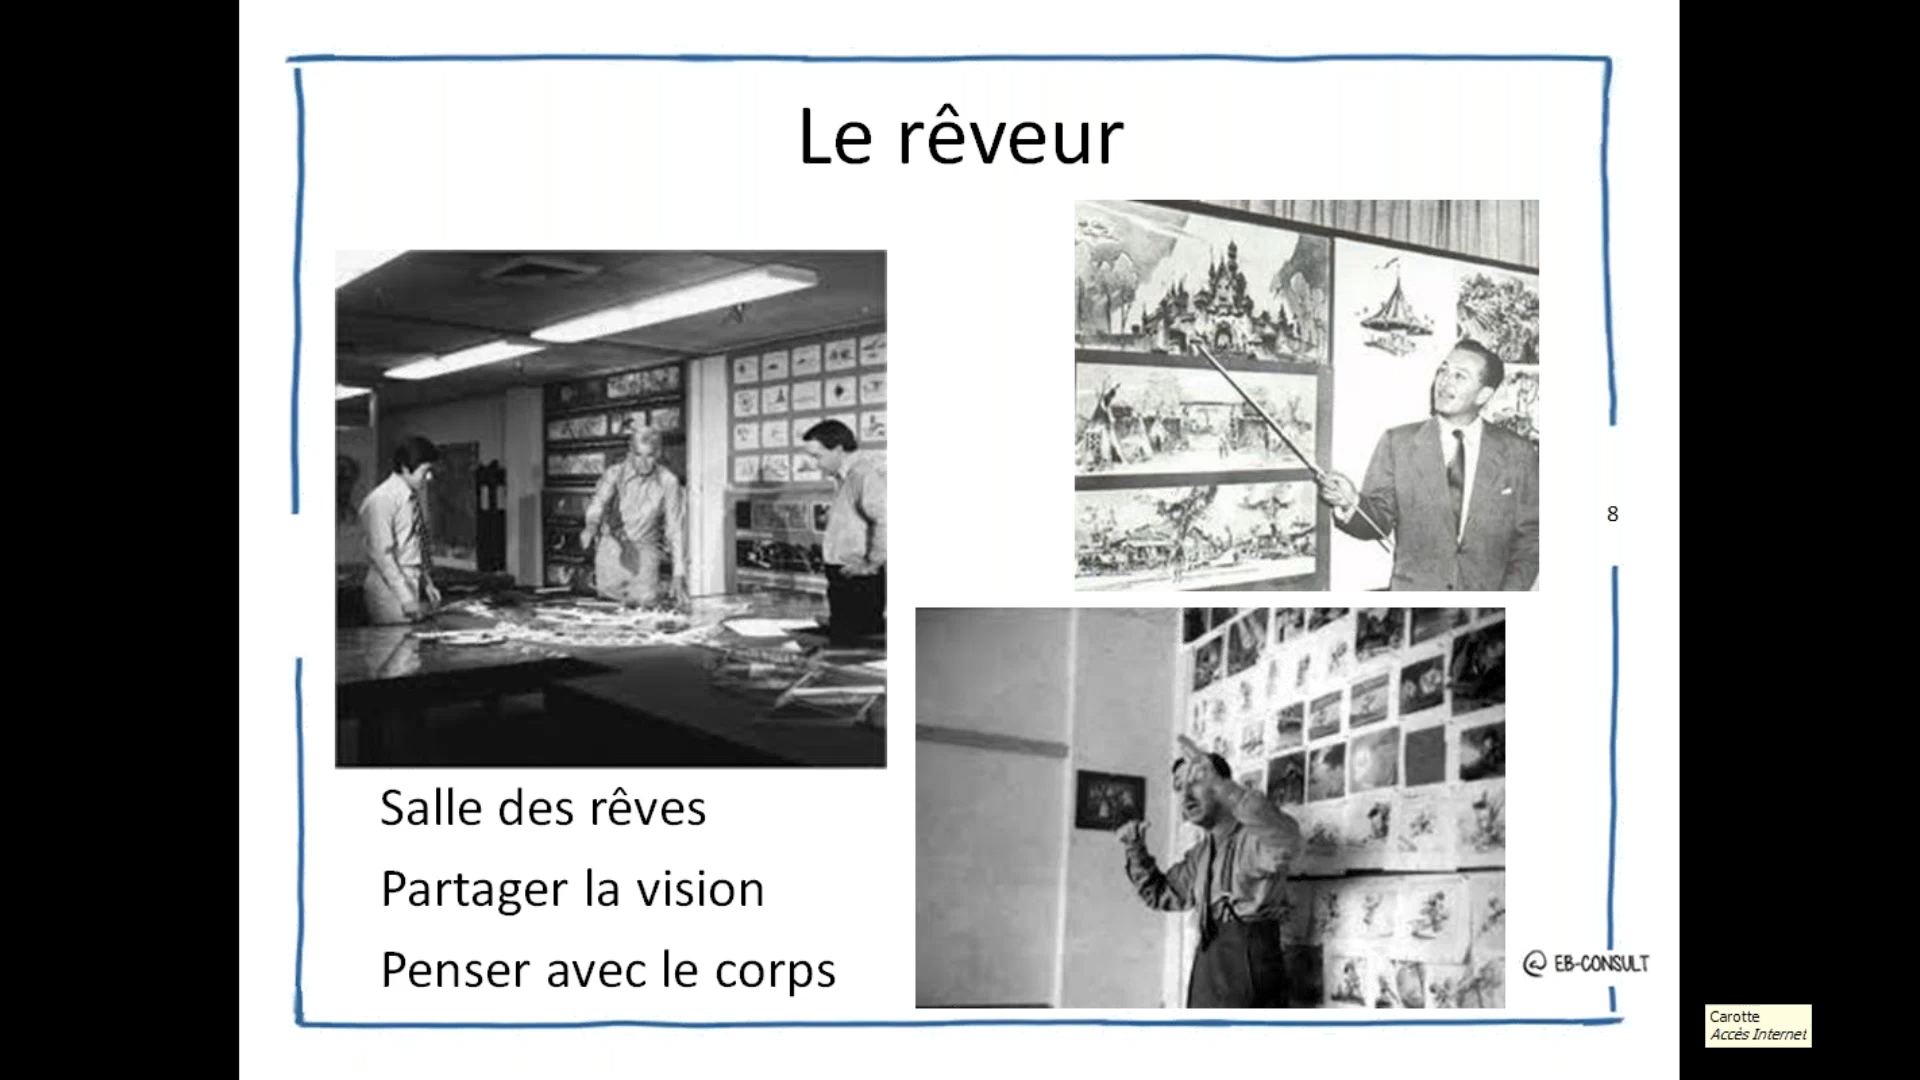 Le rêveur
8
Salle des rêves
Partager la vision
Penser avec le corps
@ EB-CONSULT
Carotte
Accès Internet